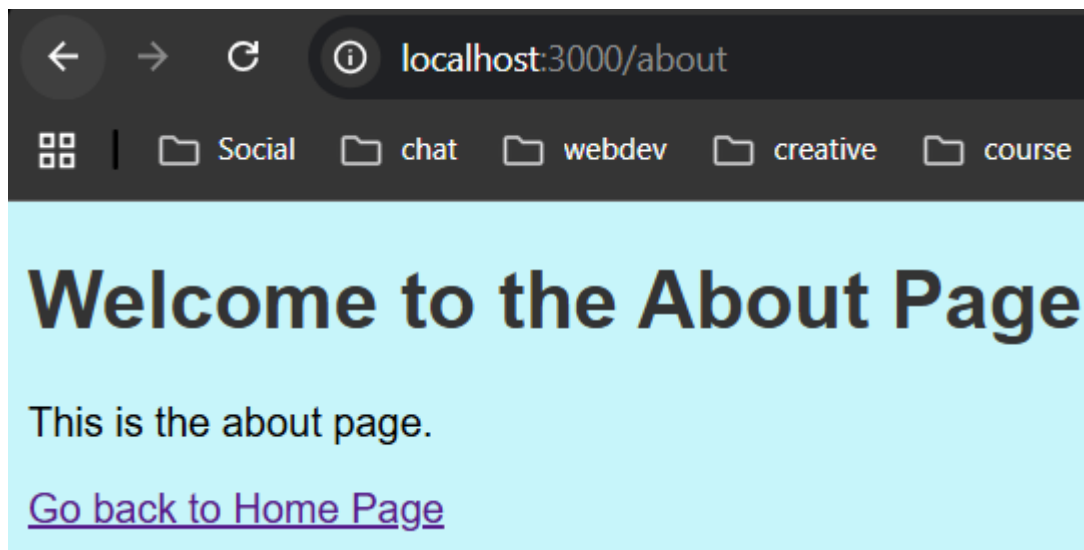 localhost:3000/about
Social chat webdev creative course
Welcome to the About Page
This is the about page.
Go back to Home Page